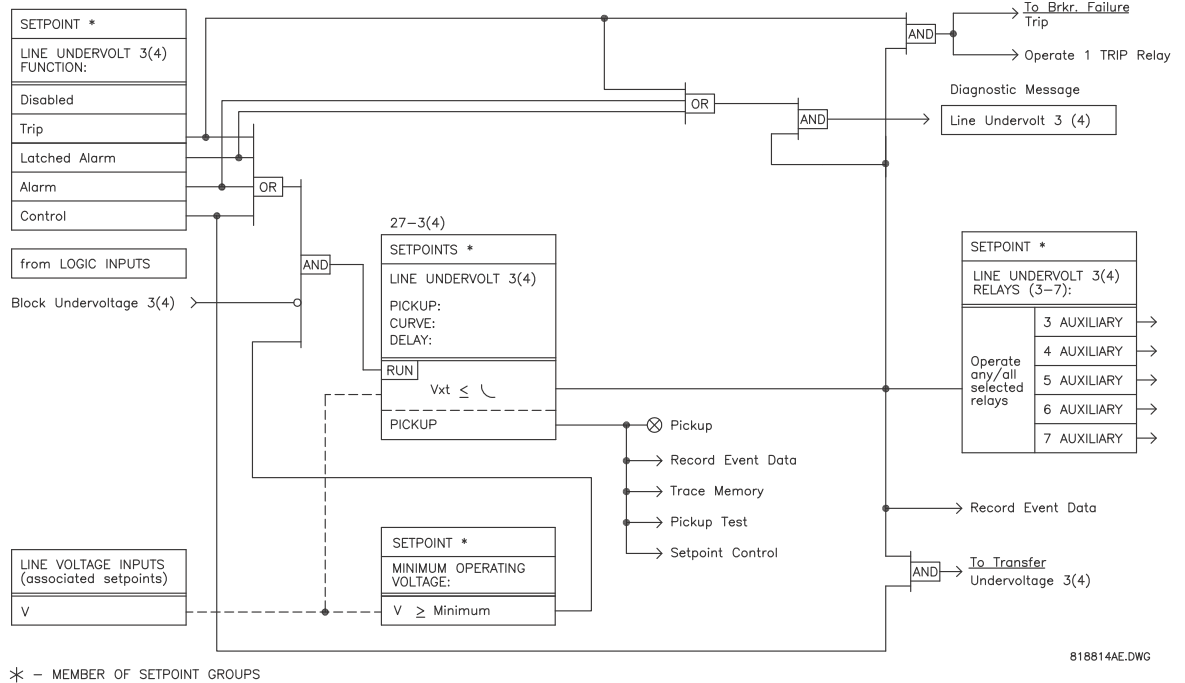 SETPOINT *
LINE UNDERVOLT 3(4)
FUNCTION:
Disabled
Trip
Latched Alarm
Alarm
Control
from LOGIC INPUTS
Block Undervoltage 3(4)
OR
AND
27-3(4)
SETPOINTS *
LINE UNDERVOLT 3(4)
PICKUP:
CURVE:
DELAY:
RUN
Vxt ≤
PICKUP
LINE VOLTAGE INPUTS
(associated setpoints)
V
SETPOINT *
MINIMUM OPERATING
VOLTAGE:
V ≥ Minimum
OR
AND
AND
To Brkr. Failure
Trip
Operate 1 TRIP Relay
Diagnostic Message
Line Undervolt 3 (4)
SETPOINT *
LINE UNDERVOLT 3(4)
RELAYS (3-7):
Operate
any/all
selected
relays
3 AUXILIARY
4 AUXILIARY
5 AUXILIARY
6 AUXILIARY
7 AUXILIARY
Pickup
Record Event Data
Trace Memory
Pickup Test
Setpoint Control
Record Event Data
AND
To Transfer
Undervoltage 3(4)
818814AE.DWG
* - MEMBER OF SETPOINT GROUPS